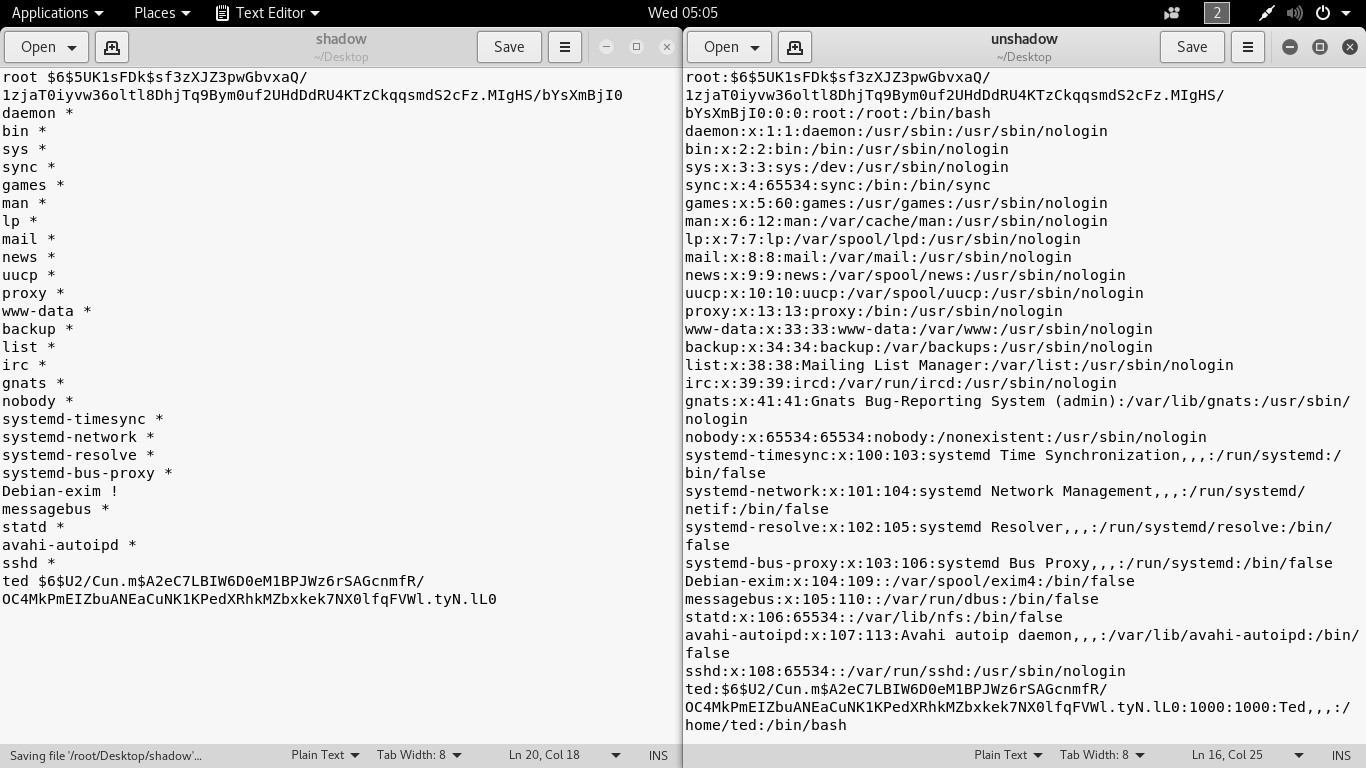 Applications Places Text Editor Wed 05:05 2
Open shadow ~/Desktop Save
root $6$5UK1sFDk$sf3zXJZ3pwGbvxaQ/
1zjaT0iyvw36oltl8DhjTq9Bym0uf2UHdDdRU4KTzCkqqsmdS2cFz.MIgHS/bYsXmBjI0
daemon *
bin *
sys *
sync *
games *
man *
lp *
mail *
news *
uucp *
proxy *
www-data *
backup *
list *
irc *
gnats *
nobody *
systemd-timesync *
systemd-network *
systemd-resolve *
systemd-bus-proxy *
Debian-exim !
messagebus *
statd *
avahi-autoipd *
sshd *
ted $6$U2/Cun.m$A2eC7LBIW6D0eM1BPJWz6rSAGcnmfR/
OC4MkPmEIZbuANEaCuNK1KPedXRhkMZbxkek7NX0lfqFVWl.tyN.lL0
Saving file '/root/Desktop/shadow'... Plain Text Tab Width: 8 Ln 20, Col 18 INS
Open unshadow ~/Desktop Save
root:$6$5UK1sFDk$sf3zXJZ3pwGbvxaQ/
1zjaT0iyvw36oltl8DhjTq9Bym0uf2UHdDdRU4KTzCkqqsmdS2cFz.MIgHS/
bYsXmBjI0:0:0:root:/root:/bin/bash
daemon:x:1:1:daemon:/usr/sbin:/usr/sbin/nologin
bin:x:2:2:bin:/bin:/usr/sbin/nologin
sys:x:3:3:sys:/dev:/usr/sbin/nologin
sync:x:4:65534:sync:/bin:/bin/sync
games:x:5:60:games:/usr/games:/usr/sbin/nologin
man:x:6:12:man:/var/cache/man:/usr/sbin/nologin
lp:x:7:7:lp:/var/spool/lpd:/usr/sbin/nologin
mail:x:8:8:mail:/var/mail:/usr/sbin/nologin
news:x:9:9:news:/var/spool/news:/usr/sbin/nologin
uucp:x:10:10:uucp:/var/spool/uucp:/usr/sbin/nologin
proxy:x:13:13:proxy:/bin:/usr/sbin/nologin
www-data:x:33:33:www-data:/var/www:/usr/sbin/nologin
backup:x:34:34:backup:/var/backups:/usr/sbin/nologin
list:x:38:38:Mailing List Manager:/var/list:/usr/sbin/nologin
irc:x:39:39:ircd:/var/run/ircd:/usr/sbin/nologin
gnats:x:41:41:Gnats Bug-Reporting System (admin):/var/lib/gnats:/usr/sbin/
nologin
nobody:x:65534:65534:nobody:/nonexistent:/usr/sbin/nologin
systemd-timesync:x:100:103:systemd Time Synchronization,,,:/run/systemd:/
bin/false
systemd-network:x:101:104:systemd Network Management,,,:/run/systemd/
netif:/bin/false
systemd-resolve:x:102:105:systemd Resolver,,,:/run/systemd/resolve:/bin/
false
systemd-bus-proxy:x:103:106:systemd Bus Proxy,,,:/run/systemd:/bin/false
Debian-exim:x:104:109::/var/spool/exim4:/bin/false
messagebus:x:105:110::/var/run/dbus:/bin/false
statd:x:106:65534::/var/lib/nfs:/bin/false
avahi-autoipd:x:107:113:Avahi autoip daemon,,,:/var/lib/avahi-autoipd:/bin/
false
sshd:x:108:65534::/var/run/sshd:/usr/sbin/nologin
ted:$6$U2/Cun.m$A2eC7LBIW6D0eM1BPJWz6rSAGcnmfR/
OC4MkPmEIZbuANEaCuNK1KPedXRhkMZbxkek7NX0lfqFVWl.tyN.lL0:1000:1000:Ted,,,:/
home/ted:/bin/bash
Plain Text Tab Width: 8 Ln 16, Col 25 INS